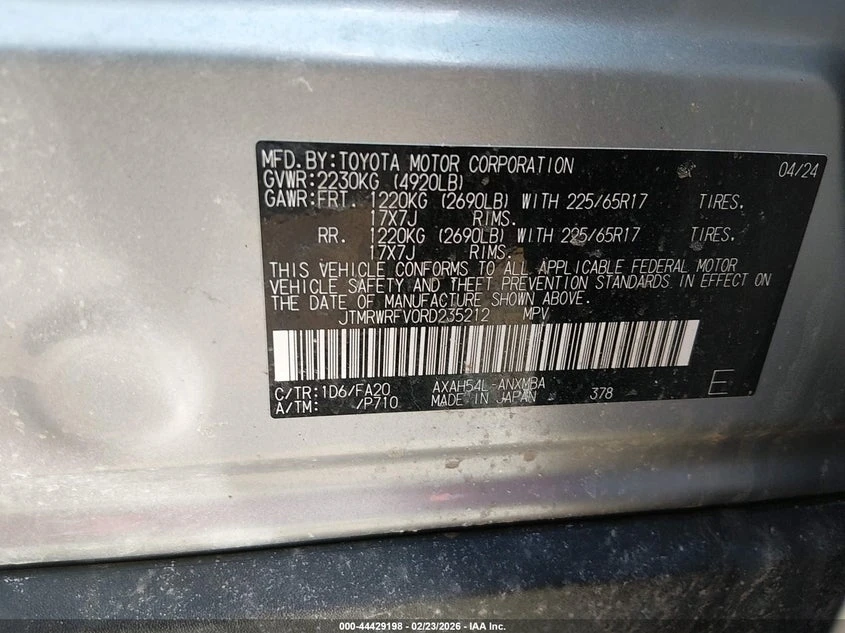 MFD.BY:TOYOTA MOTOR CORPORATION 04/24
GVWR:2230KG (4920LB)
GAWR:FRT. 1220KG (2690LB) WITH 225/65R17 TIRES.
17X7J RIMS.
RR. 1220KG (2690LB) WITH 225/65R17 TIRES.
17X7J RIMS.
THIS VEHICLE CONFORMS TO ALL APPLICABLE FEDERAL MOTOR
VEHICLE SAFETY AND THEFT PREVENTION STANDARDS IN EFFECT ON
THE DATE OF MANUFACTURE SHOWN ABOVE.
JTMRWRFV0RD235212 MPV
C/TR:1D6/FA20 AXAH54L-ANXMBA
A/TM: /P710 MADE IN JAPAN 378 E
000-44429198 - 02/23/2026 - IAA Holdings, LLC.